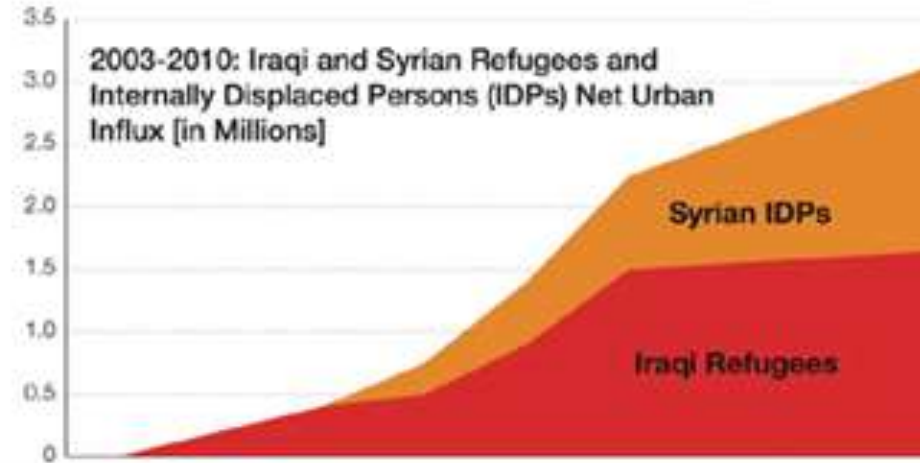 3.5
2003-2010: Iraqi and Syrian Refugees and
3.0
Internally Displaced Persons (IDPs) Net Urban
Influx [in Millions]
2.5
2.0
Syrian IDPs
1.5
1.0
Iraqi Refugees
0.5
0